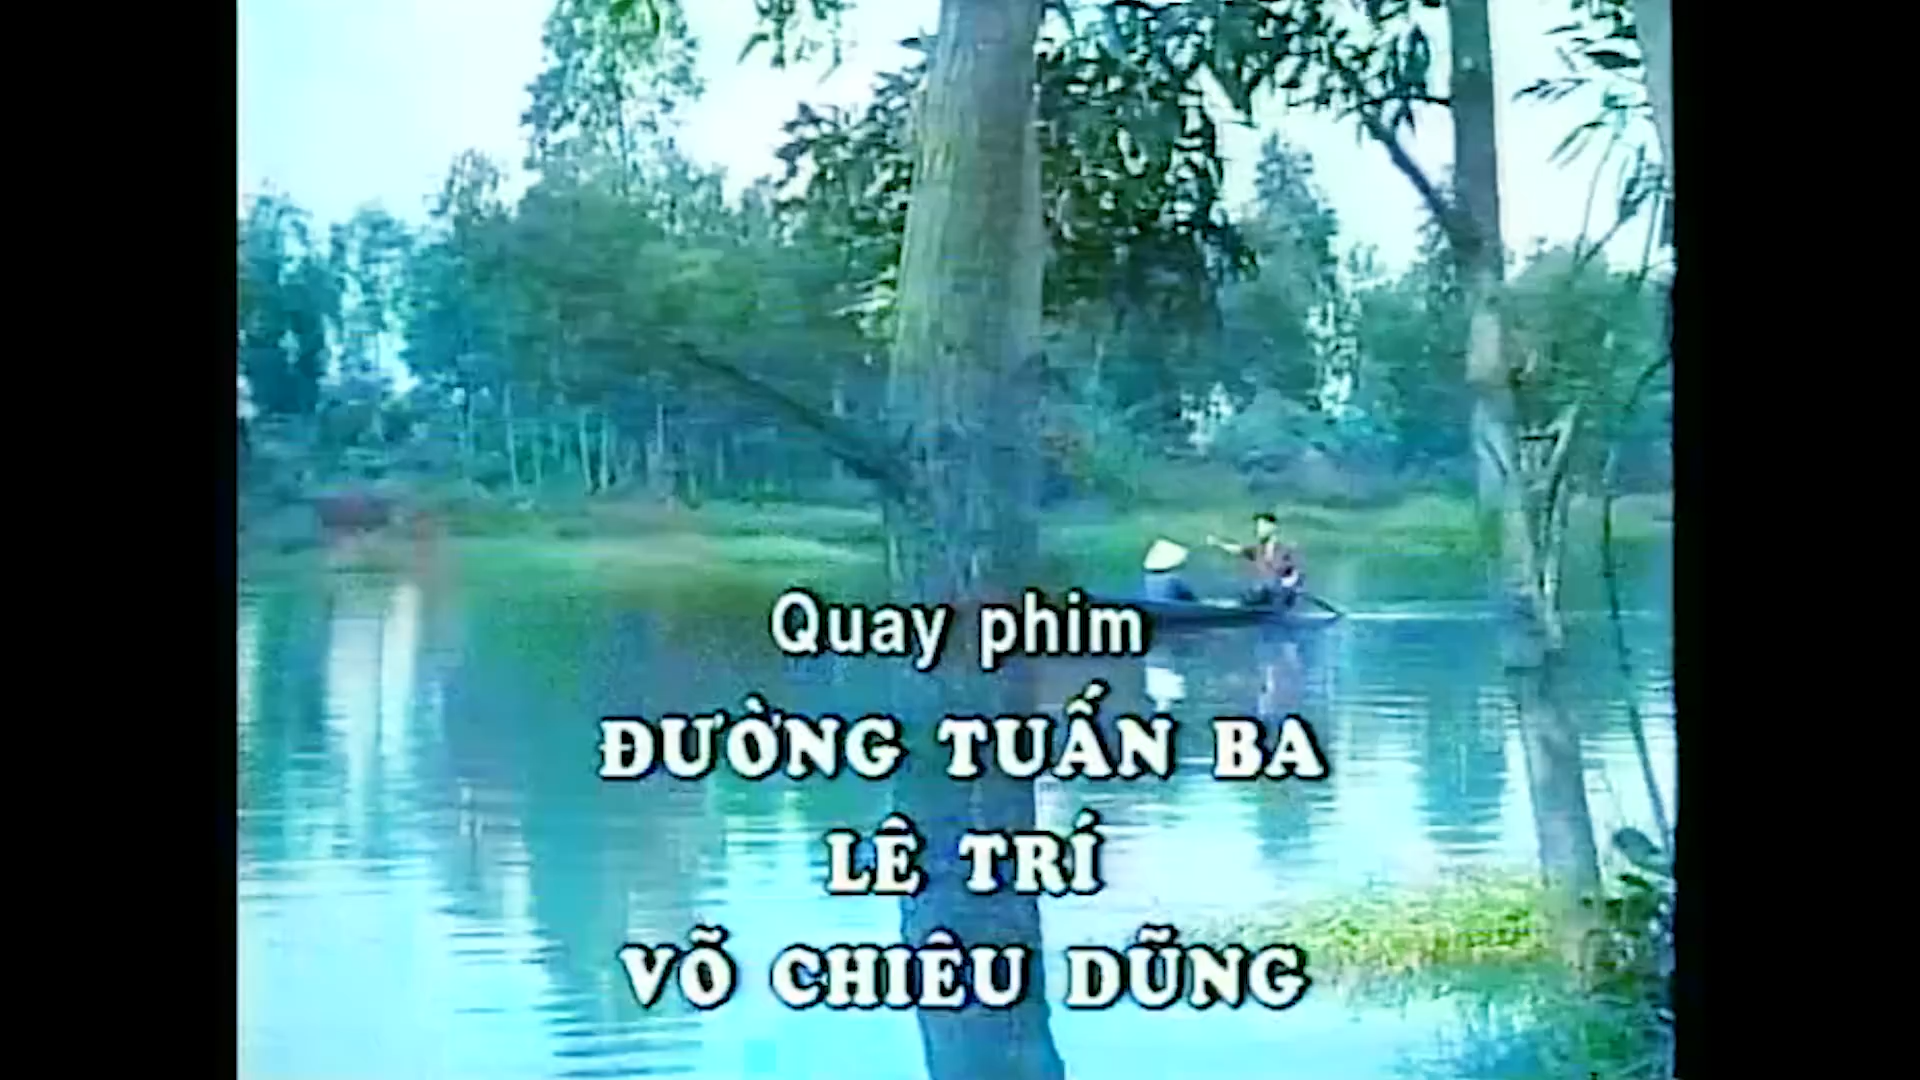 Quay phim
ĐƯỜNG TUẤN BA
LÊ TRÍ
VÕ CHIÊU DŨNG